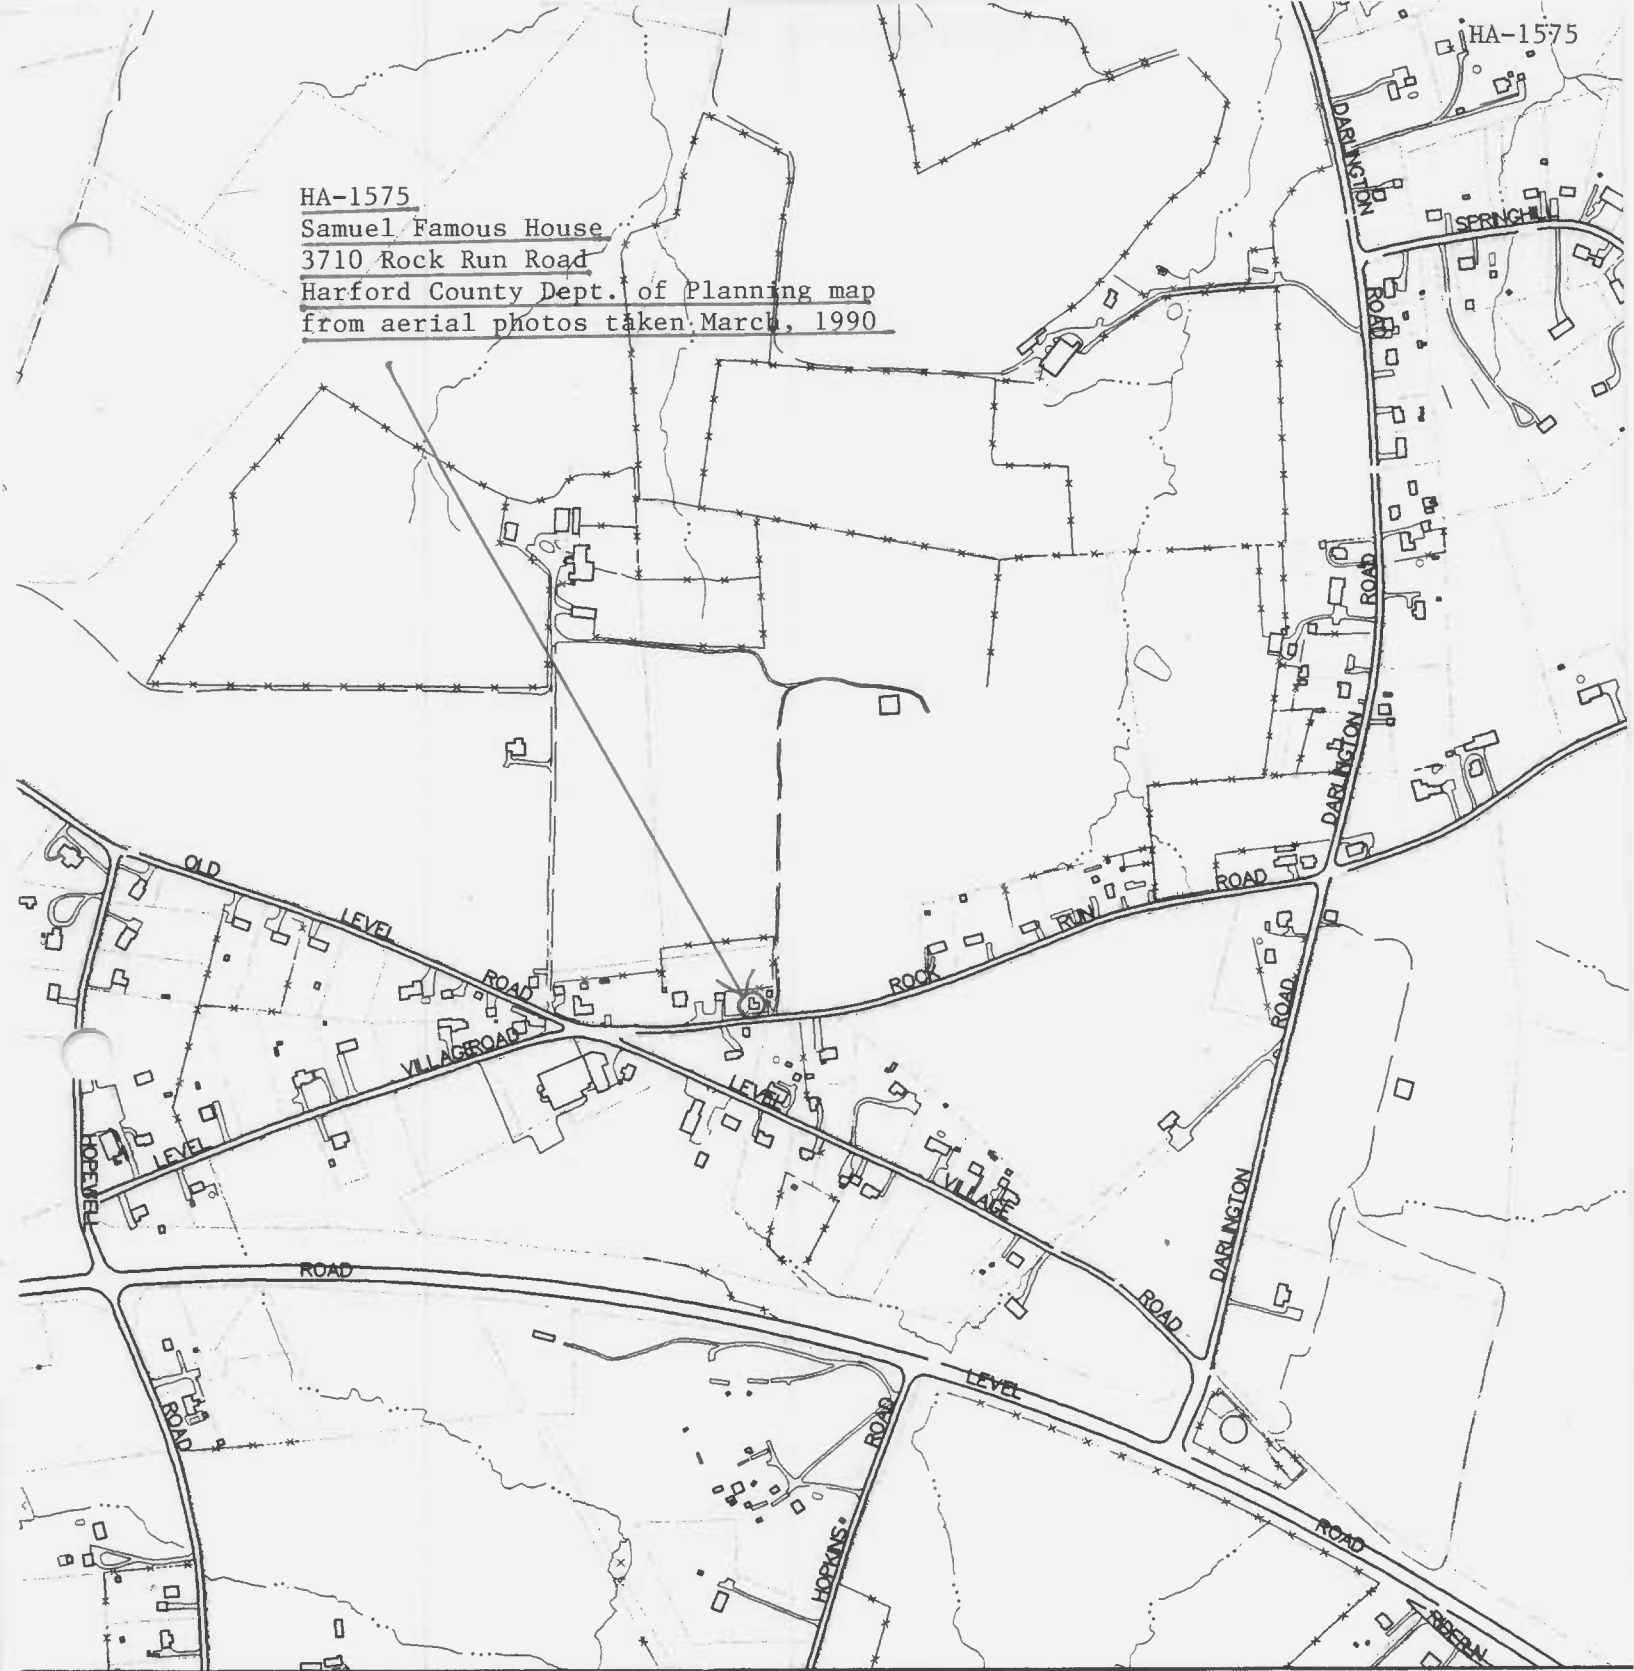 HA-1575
HA-1575
Samuel Famous House
3710 Rock Run Road
Harford County Dept. of Planning map
from aerial photos taken March, 1990
DARLINGTON
SPRINGHILL
ROAD
ROAD
DARLINGTON
OLD
LEVEL
ROAD
ROCK
RUN
ROAD
ROAD
VILLAGE ROAD
LEVEL
LEVEL
HOPEWELL
VILLAGE
ROAD
DARLINGTON
ROAD
LEVEL
ROAD
ROAD
HOPKINS
ROAD